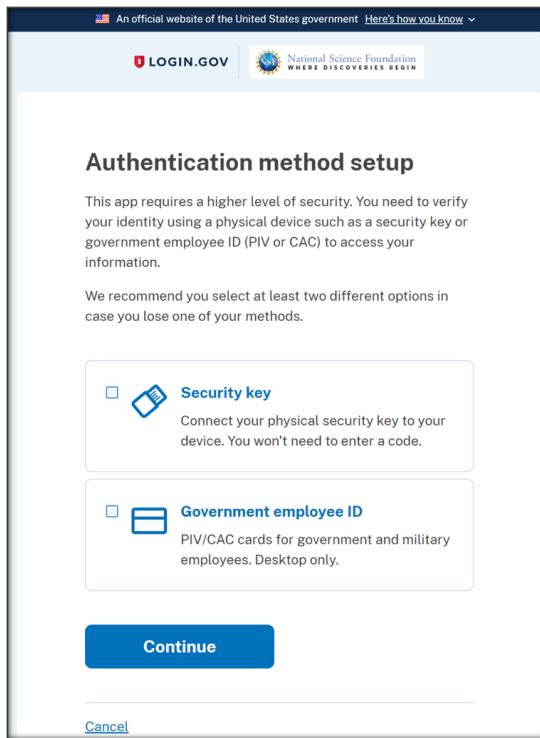 An official website of the United States government Here's how you know
LOGIN.GOV
NSF
National Science Foundation
WHERE DISCOVERIES BEGIN
Authentication method setup
This app requires a higher level of security. You need to verify
your identity using a physical device such as a security key or
government employee ID (PIV or CAC) to access your
information.
We recommend you select at least two different options in
case you lose one of your methods.
Security key
Connect your physical security key to your
device. You won't need to enter a code.
Government employee ID
PIV/CAC cards for government and military
employees. Desktop only.
Continue
Cancel